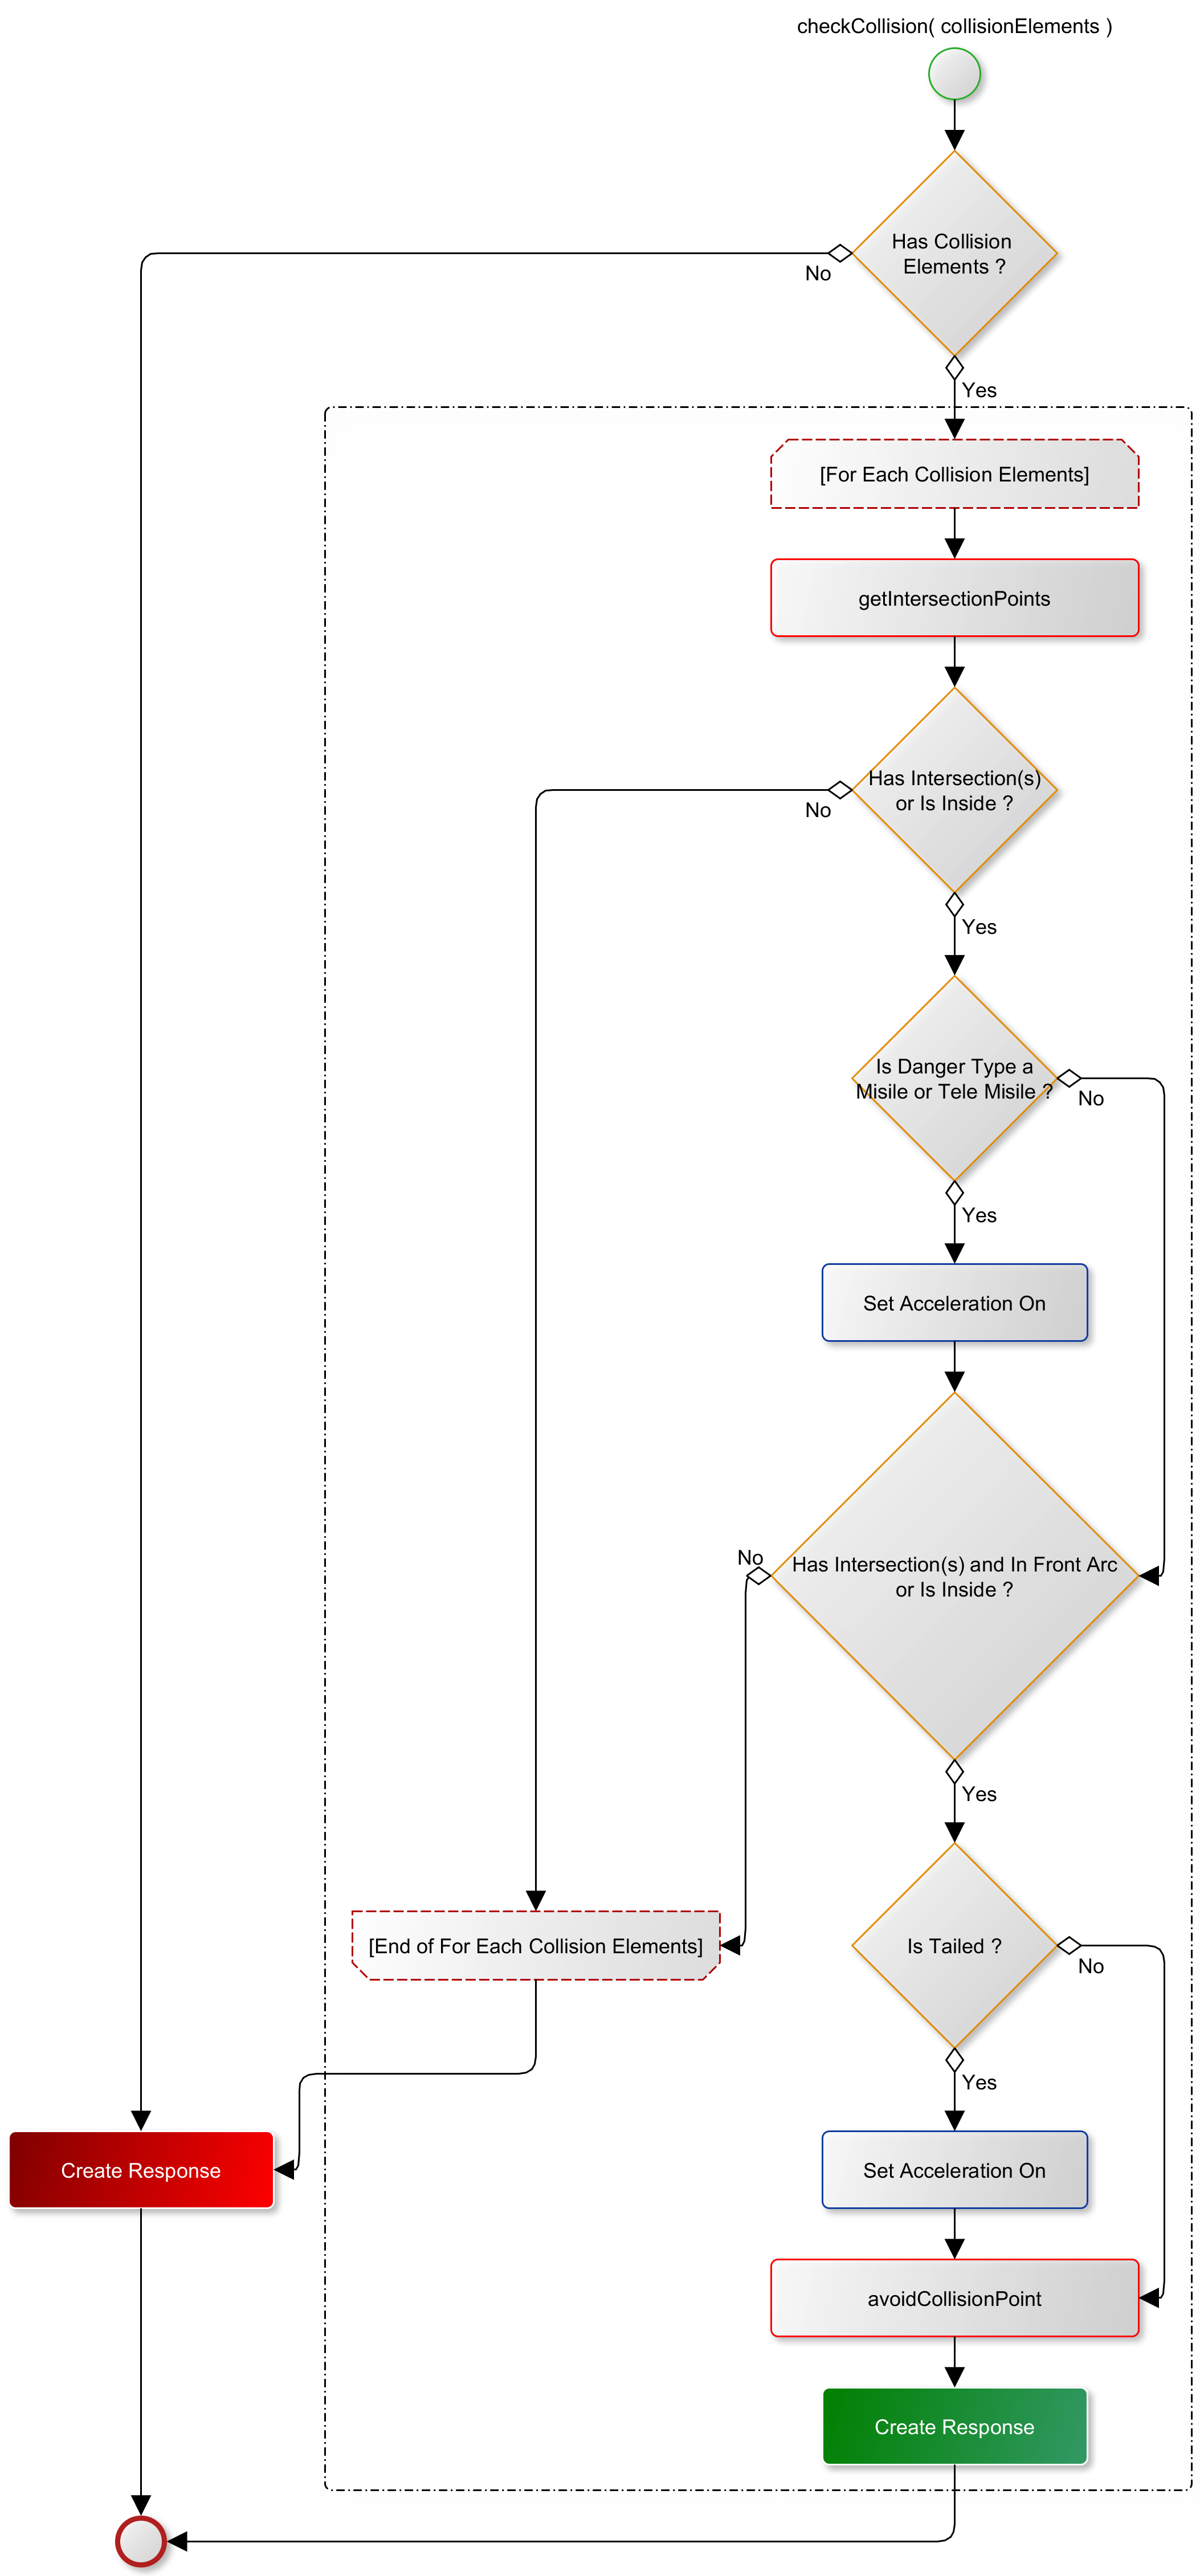 checkCollision( collisionElements )
Has Collision
Elements ?
No
Yes
[For Each Collision Elements]
getIntersectionPoints
Has Intersection(s)
or Is Inside ?
No
Yes
Is Danger Type a
Misile or Tele Misile ?
No
Yes
Set Acceleration On
No
Has Intersection(s) and In Front Arc
or Is Inside ?
Yes
[End of For Each Collision Elements]
Is Tailed ?
No
Yes
Create Response
Set Acceleration On
avoidCollisionPoint
Create Response